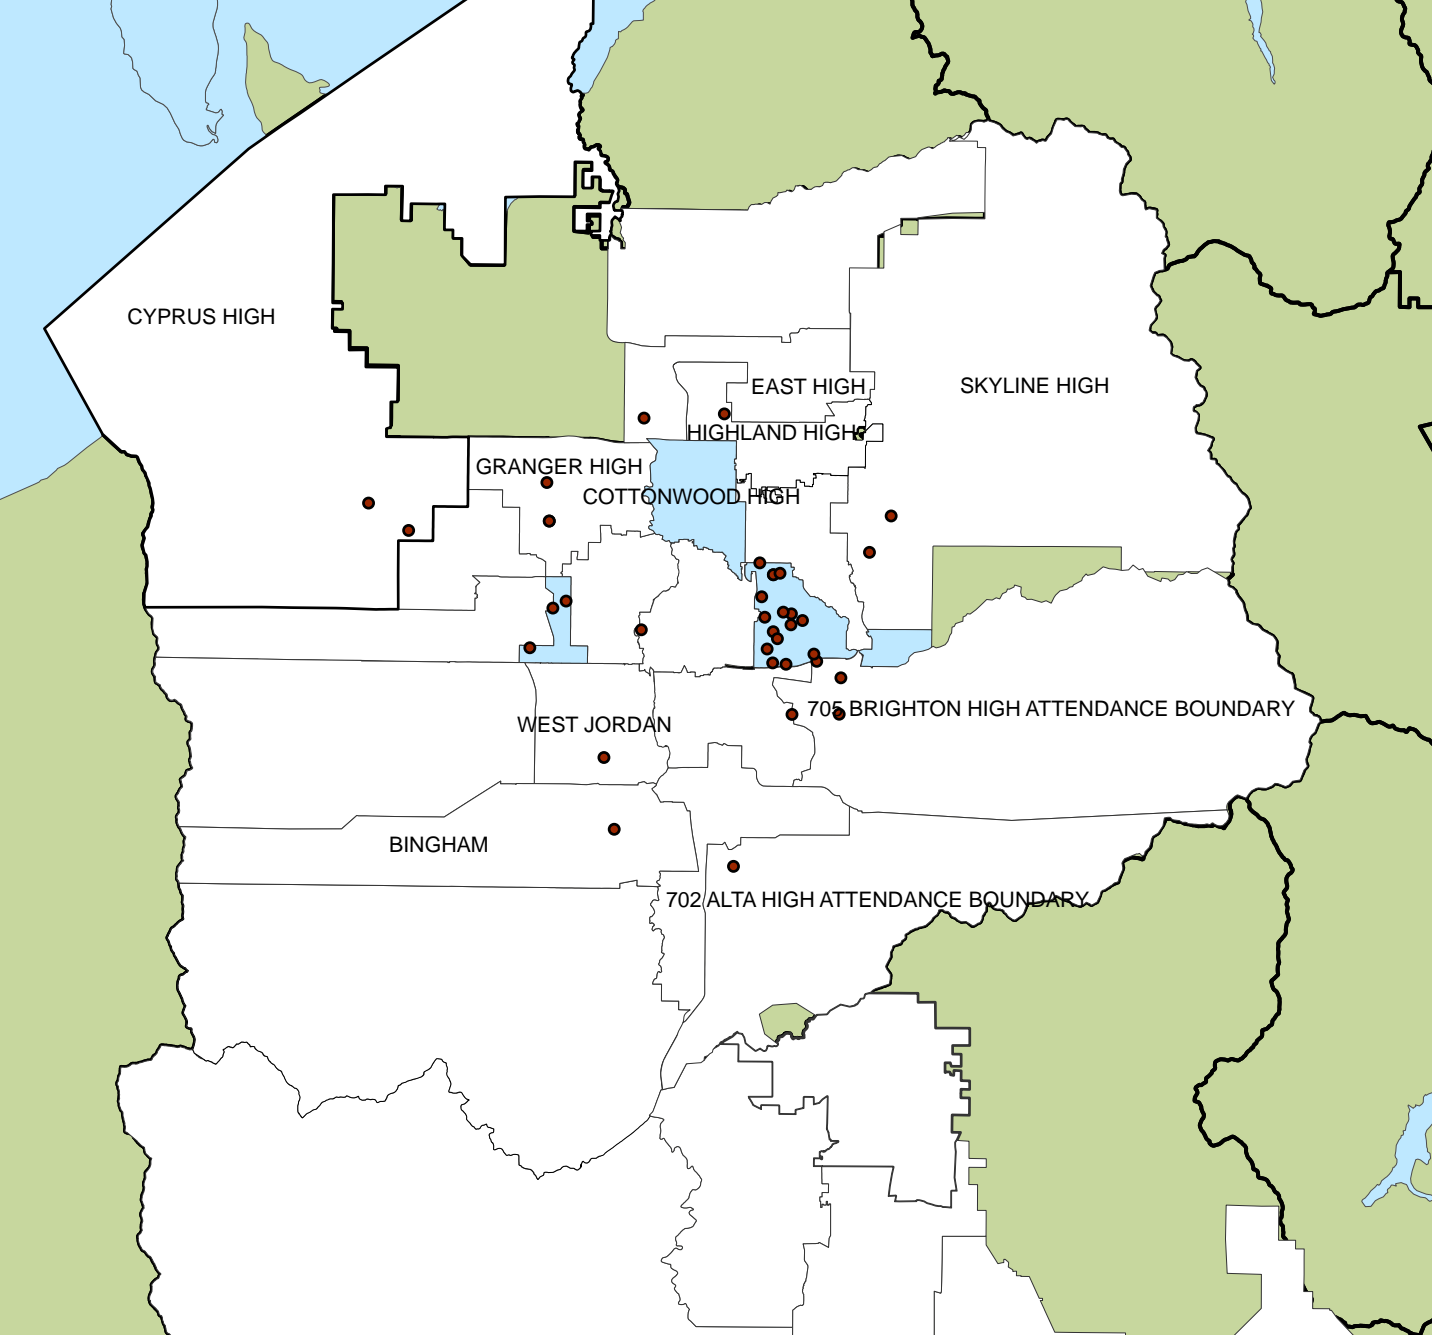 CYPRUS HIGH
EAST HIGH
SKYLINE HIGH
HIGHLAND HIGH
GRANGER HIGH
COTTONWOOD HIGH
705 BRIGHTON HIGH ATTENDANCE BOUNDARY
WEST JORDAN
BINGHAM
702 ALTA HIGH ATTENDANCE BOUNDARY